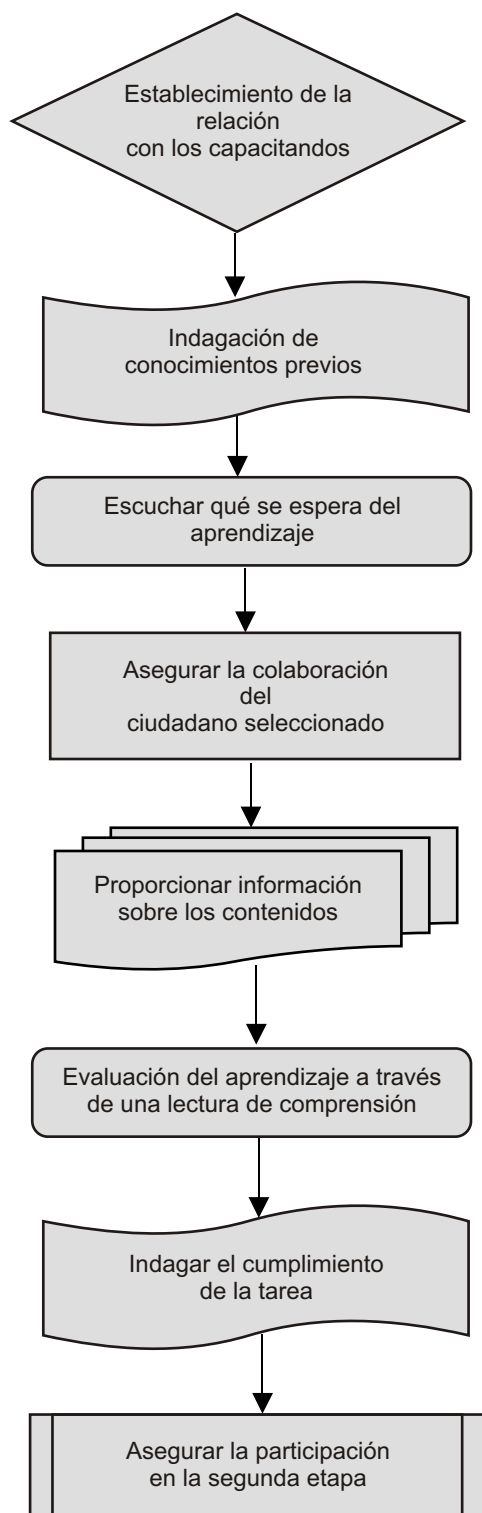 Establecimiento de la
relación
con los capacitandos
Indagación de
conocimientos previos
Escuchar qué se espera del
aprendizaje
Asegurar la colaboración
del
ciudadano seleccionado
Proporcionar información
sobre los contenidos
Evaluación del aprendizaje a través
de una lectura de comprensión
Indagar el cumplimiento
de la tarea
Asegurar la participación
en la segunda etapa